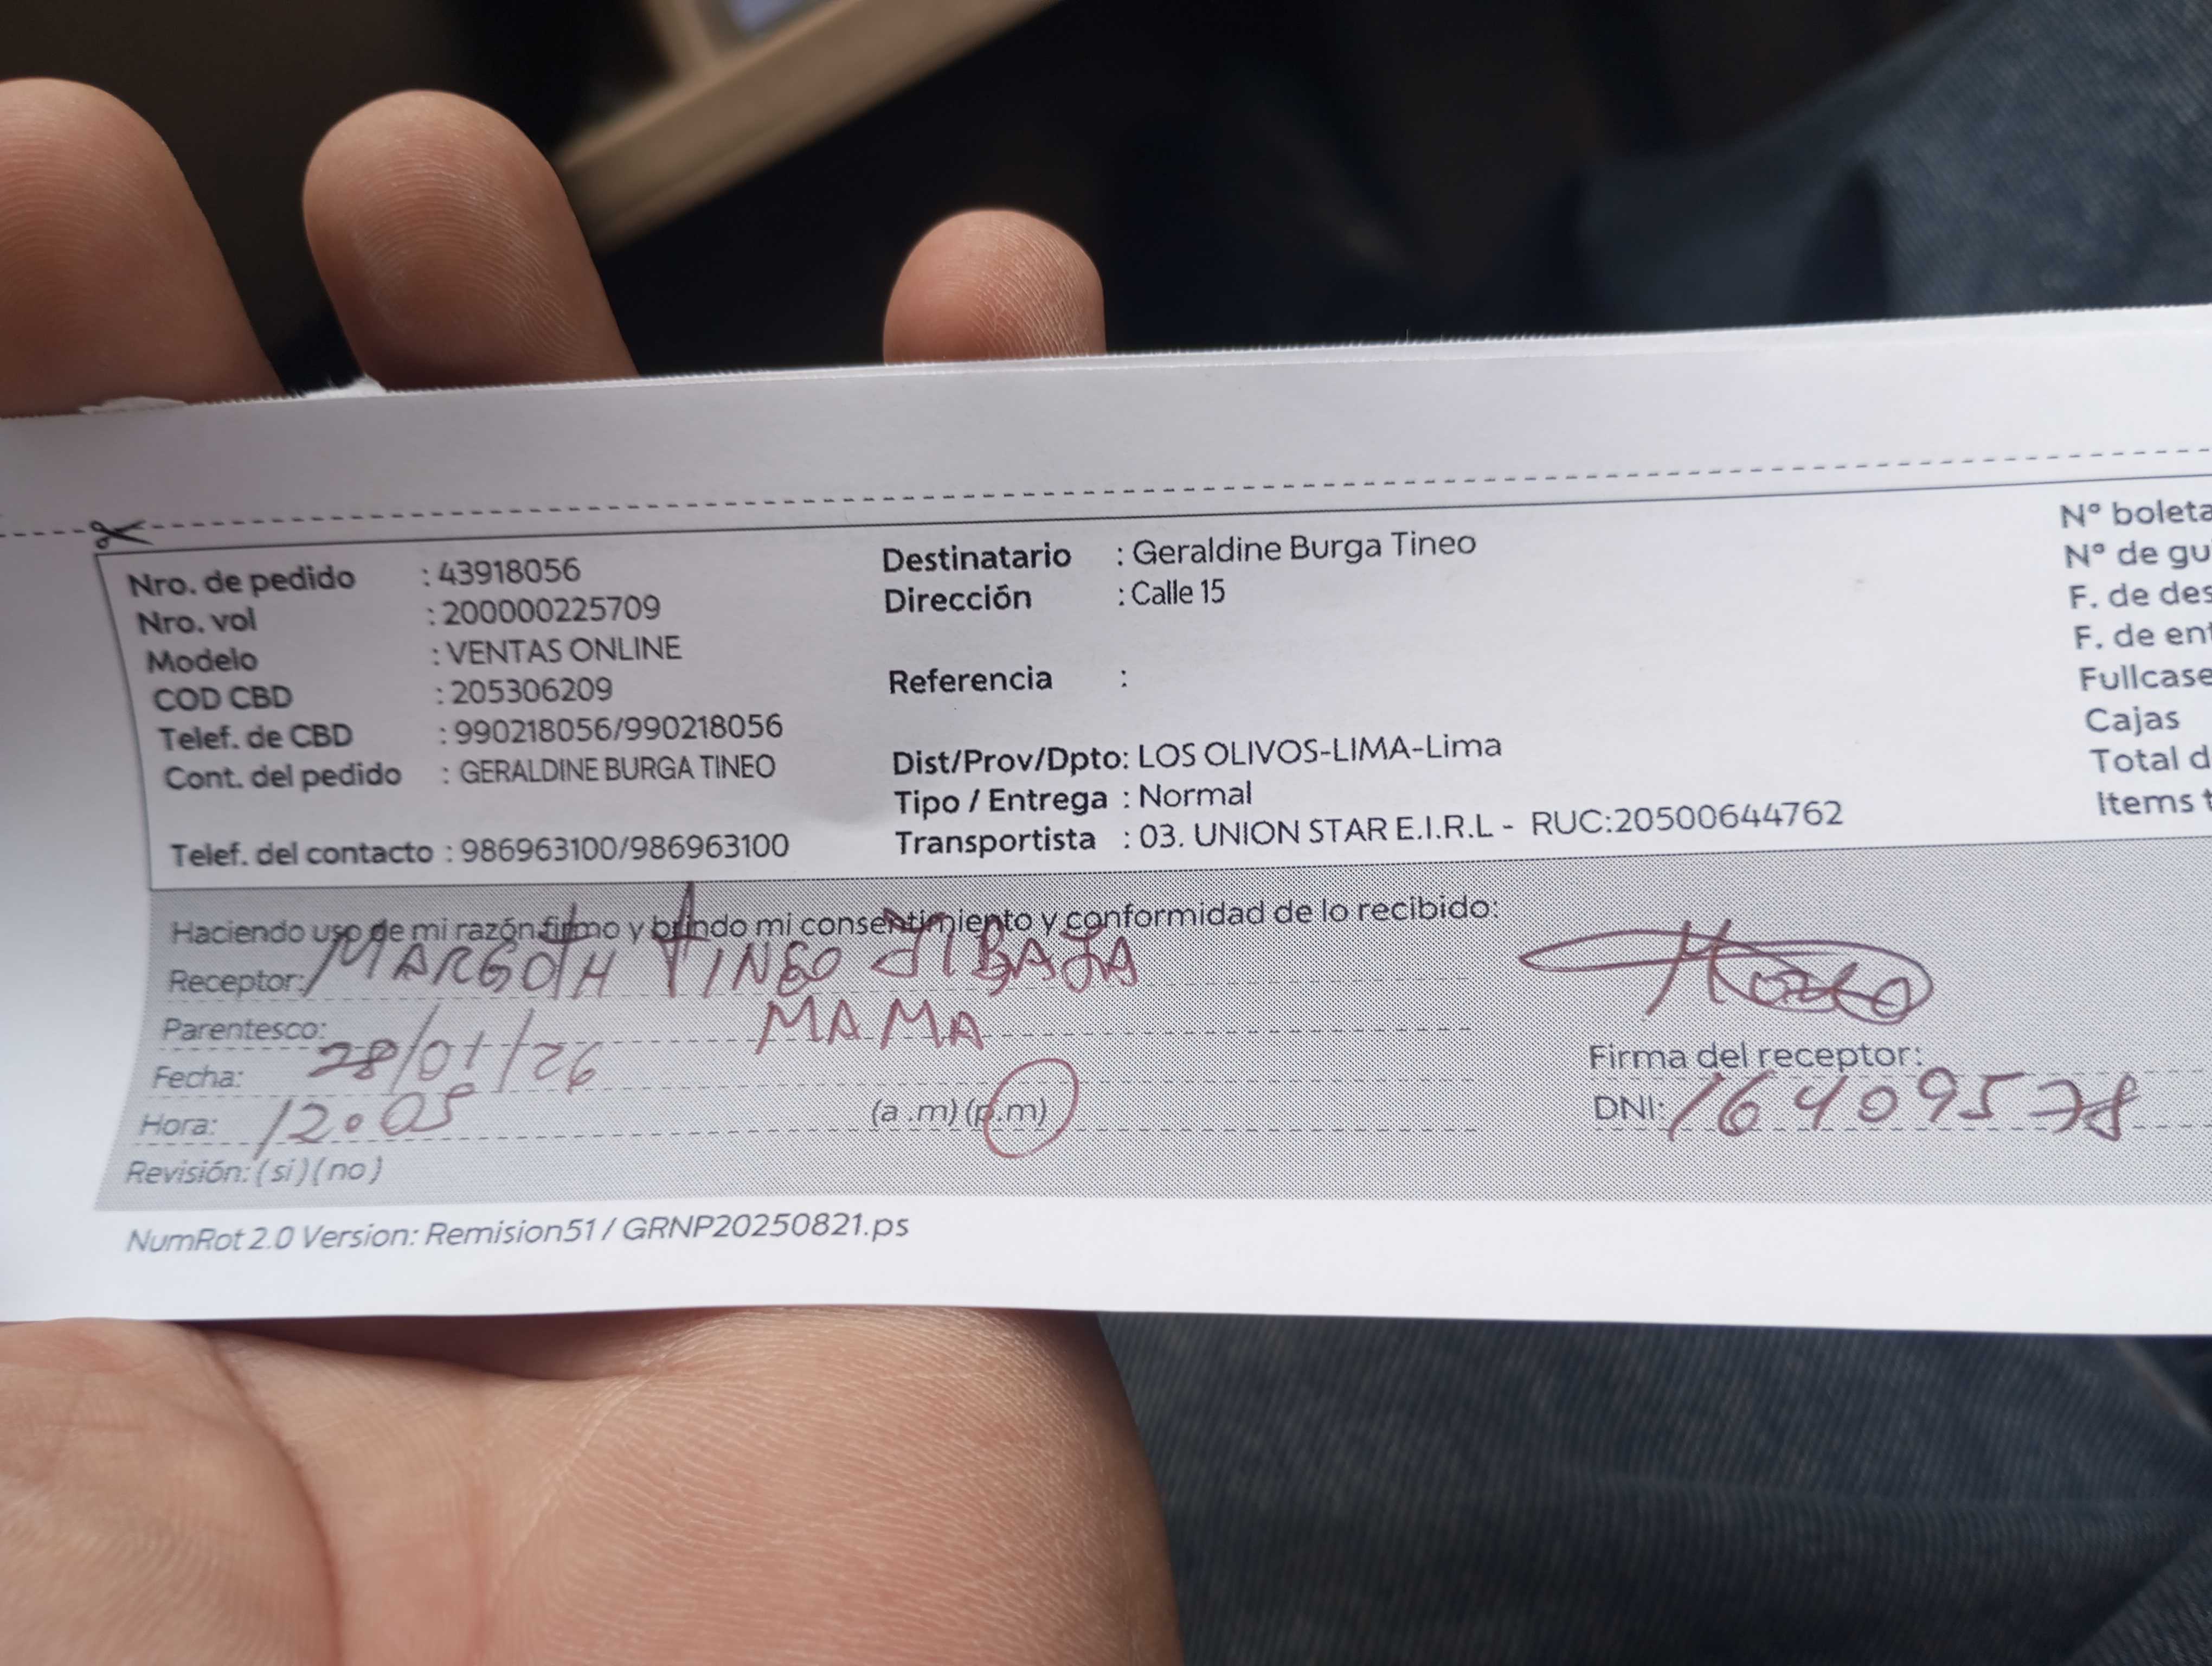 Nro. de pedido : 43918056
Nro. vol : 200000225709
Modelo : VENTAS ONLINE
COD CBD : 205306209
Telef. de CBD : 990218056/990218056
Cont. del pedido : GERALDINE BURGA TINEO
Telef. del contacto : 986963100/986963100
Destinatario : Geraldine Burga Tineo
Dirección : Calle 15
Referencia :
Dist/Prov/Dpto: LOS OLIVOS-LIMA-Lima
Tipo / Entrega : Normal
Transportista : 03. UNION STAR E.I.R.L - RUC:20500644762
N° boleta
N° de gu
F. de des
F. de ent
Fullcase
Cajas
Total d
Items t
Haciendo uso de mi razón firmo y brindo mi consentimiento y conformidad de lo recibido:
Receptor: MARGOTH TINEO JIBAJA
Parentesco: MAMA
Fecha: 28/01/26
Hora: 12.05 (a.m) (p.m)
Revisión: (si) (no)
Firma del receptor:
DNI: 16409578
NumRot 2.0 Version: Remision51 / GRNP20250821.ps